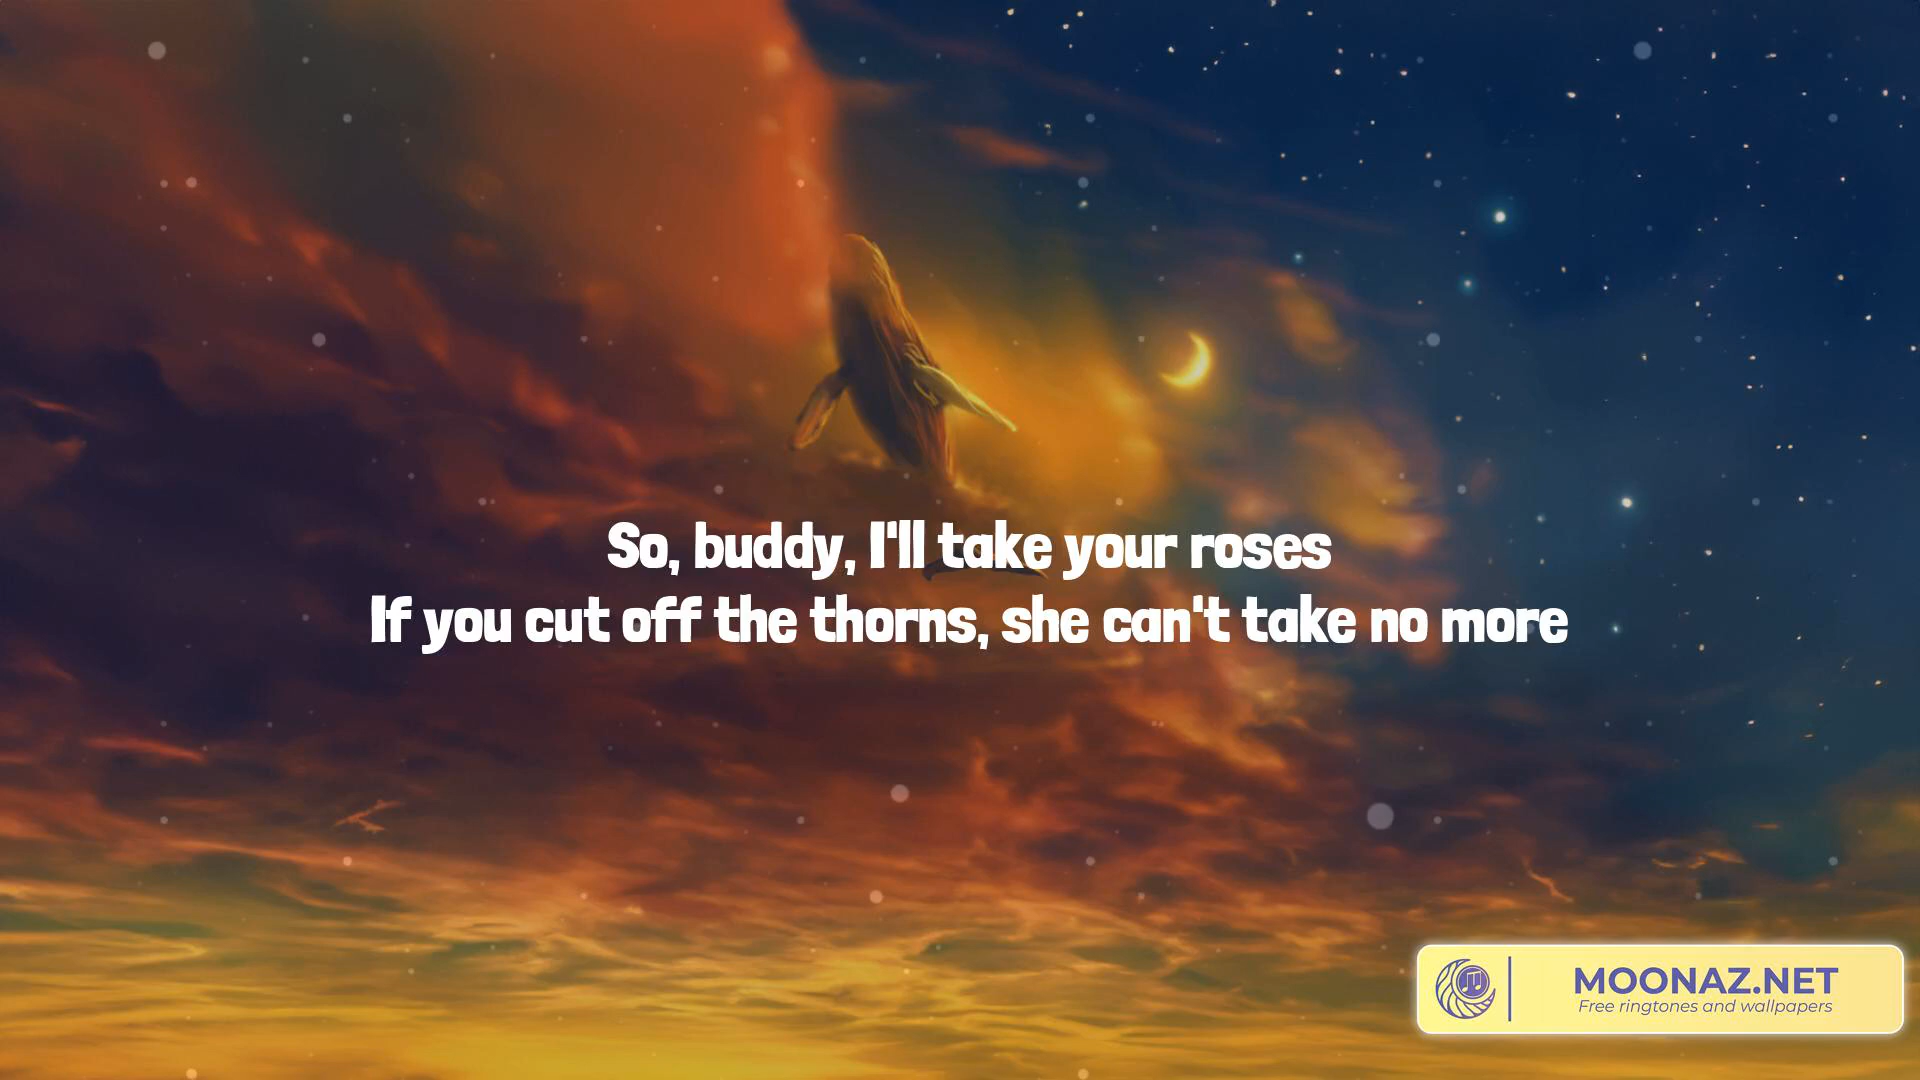 So, buddy, I'll take your roses
If you cut off the thorns, she can't take no more
MOONAZ.NET
Free ringtones and wallpapers